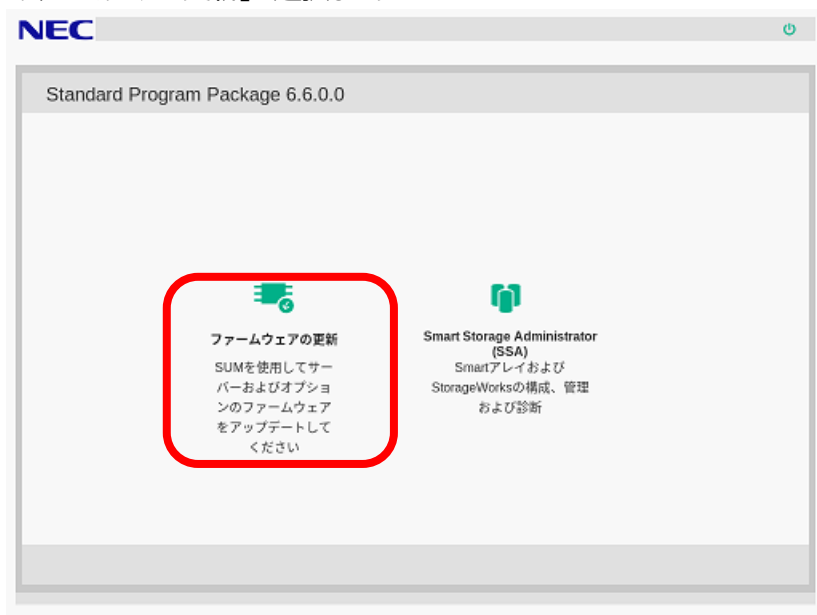 NEC
Standard Program Package 6.6.0.0
ファームウェアの更新
SUMを使用してサー
バーおよびオプショ
ンのファームウェア
をアップデートして
ください
Smart Storage Administrator
(SSA)
Smartアレイおよび
StorageWorksの構成、管理
および診断